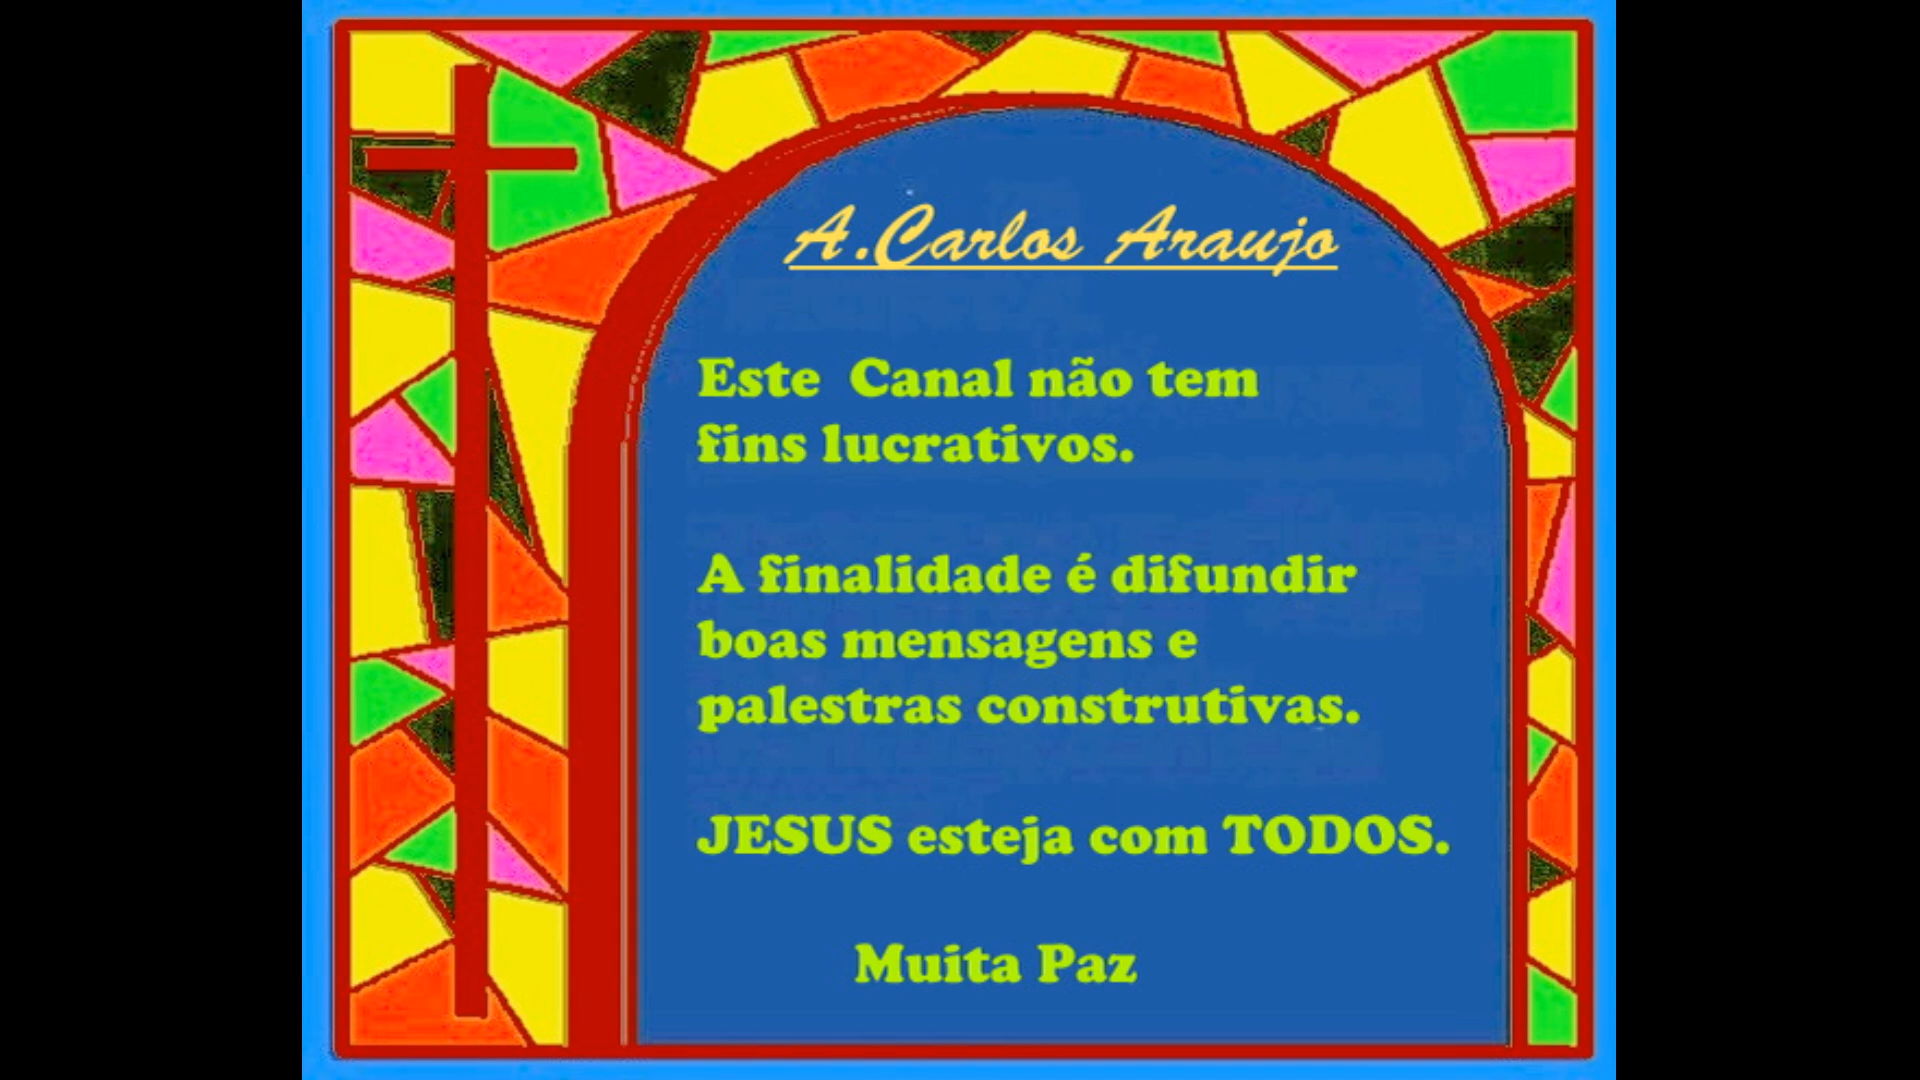 A.Carlos Araujo
Este Canal não tem
fins lucrativos.
A finalidade é difundir
boas mensagens e
palestras construtivas.
JESUS esteja com TODOS.
Muita Paz